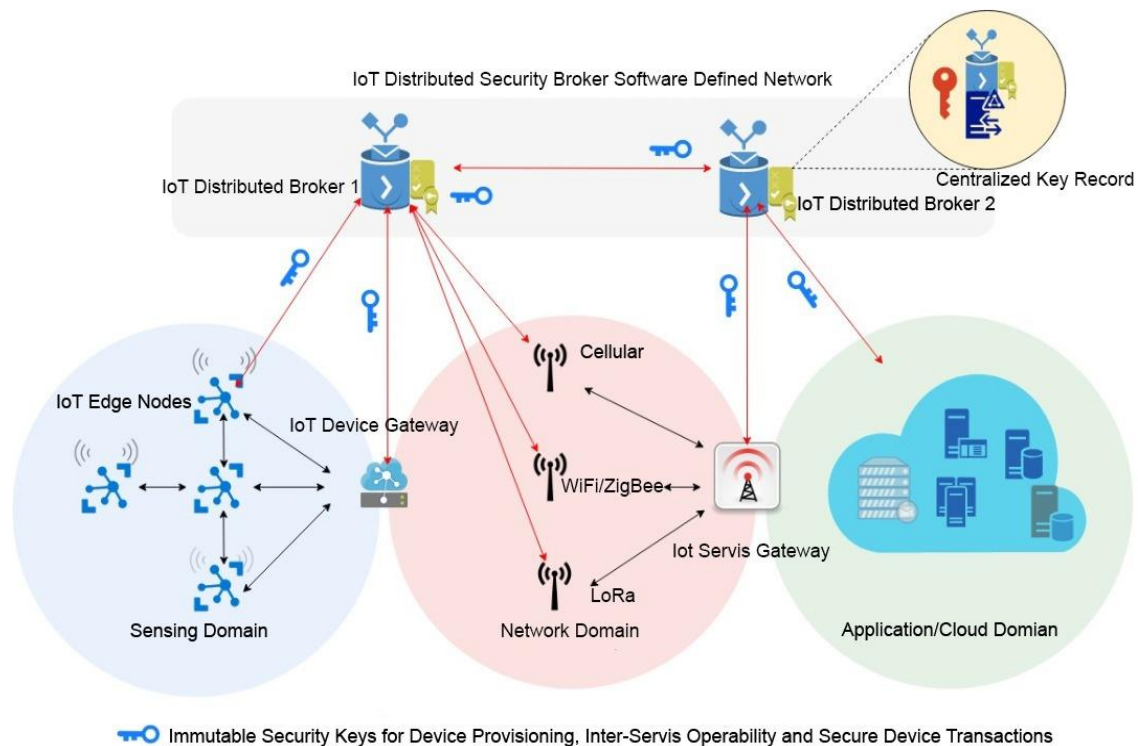 IoT Distributed Security Broker Software Defined Network
Centralized Key Record
IoT Distributed Broker 1
IoT Distributed Broker 2
Cellular
IoT Edge Nodes
IoT Device Gateway
WiFi/ZigBee
Iot Servis Gateway
LoRa
Sensing Domain
Network Domain
Application/Cloud Domian
Immutable Security Keys for Device Provisioning, Inter-Servis Operability and Secure Device Transactions